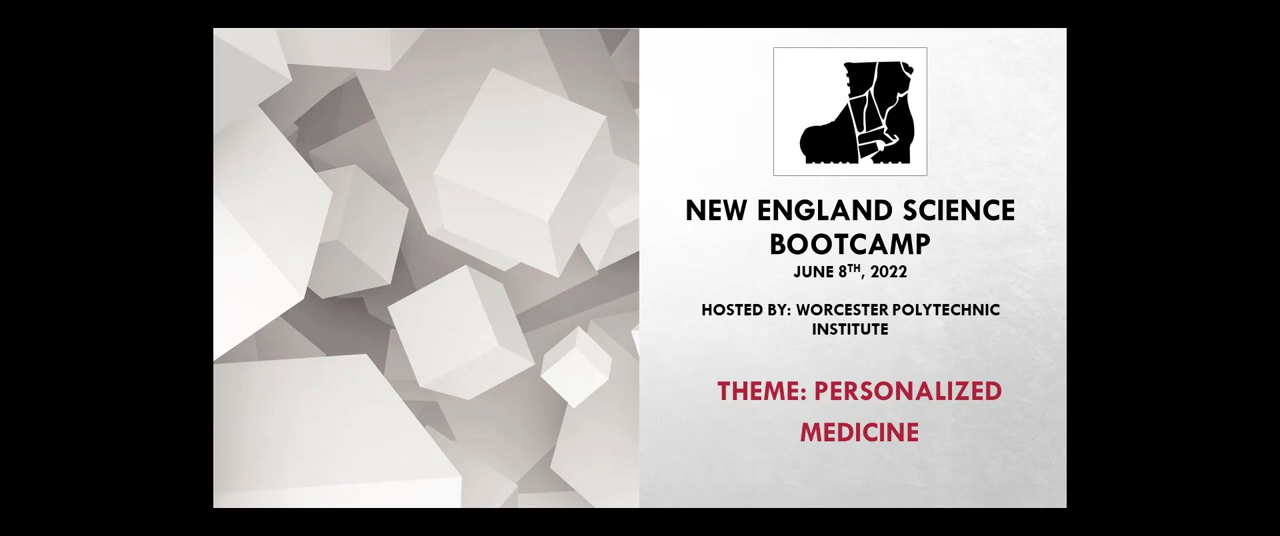 NEW ENGLAND SCIENCE
BOOTCAMP
JUNE 8TH, 2022
HOSTED BY: WORCESTER POLYTECHNIC
INSTITUTE
THEME: PERSONALIZED
MEDICINE